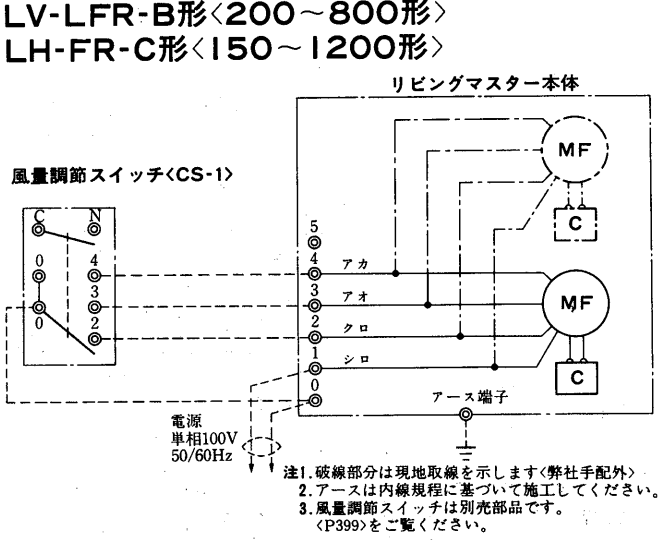 LV-LFR-B形〈200～800形〉
LH-FR-C形〈150～1200形〉
リビングマスター本体
風量調節スイッチ〈CS-1〉
C N
0 4
3
0 2
5
4 アカ
3 アオ
2 クロ
1 シロ
0
MF
C
MF
C
アース端子
電源
単相100V
50/60Hz
注1.破線部分は現地取線を示します〈弊社手配外〉
2.アースは内線規程に基づいて施工してください。
3.風量調節スイッチは別売部品です。
〈P399〉をご覧ください。